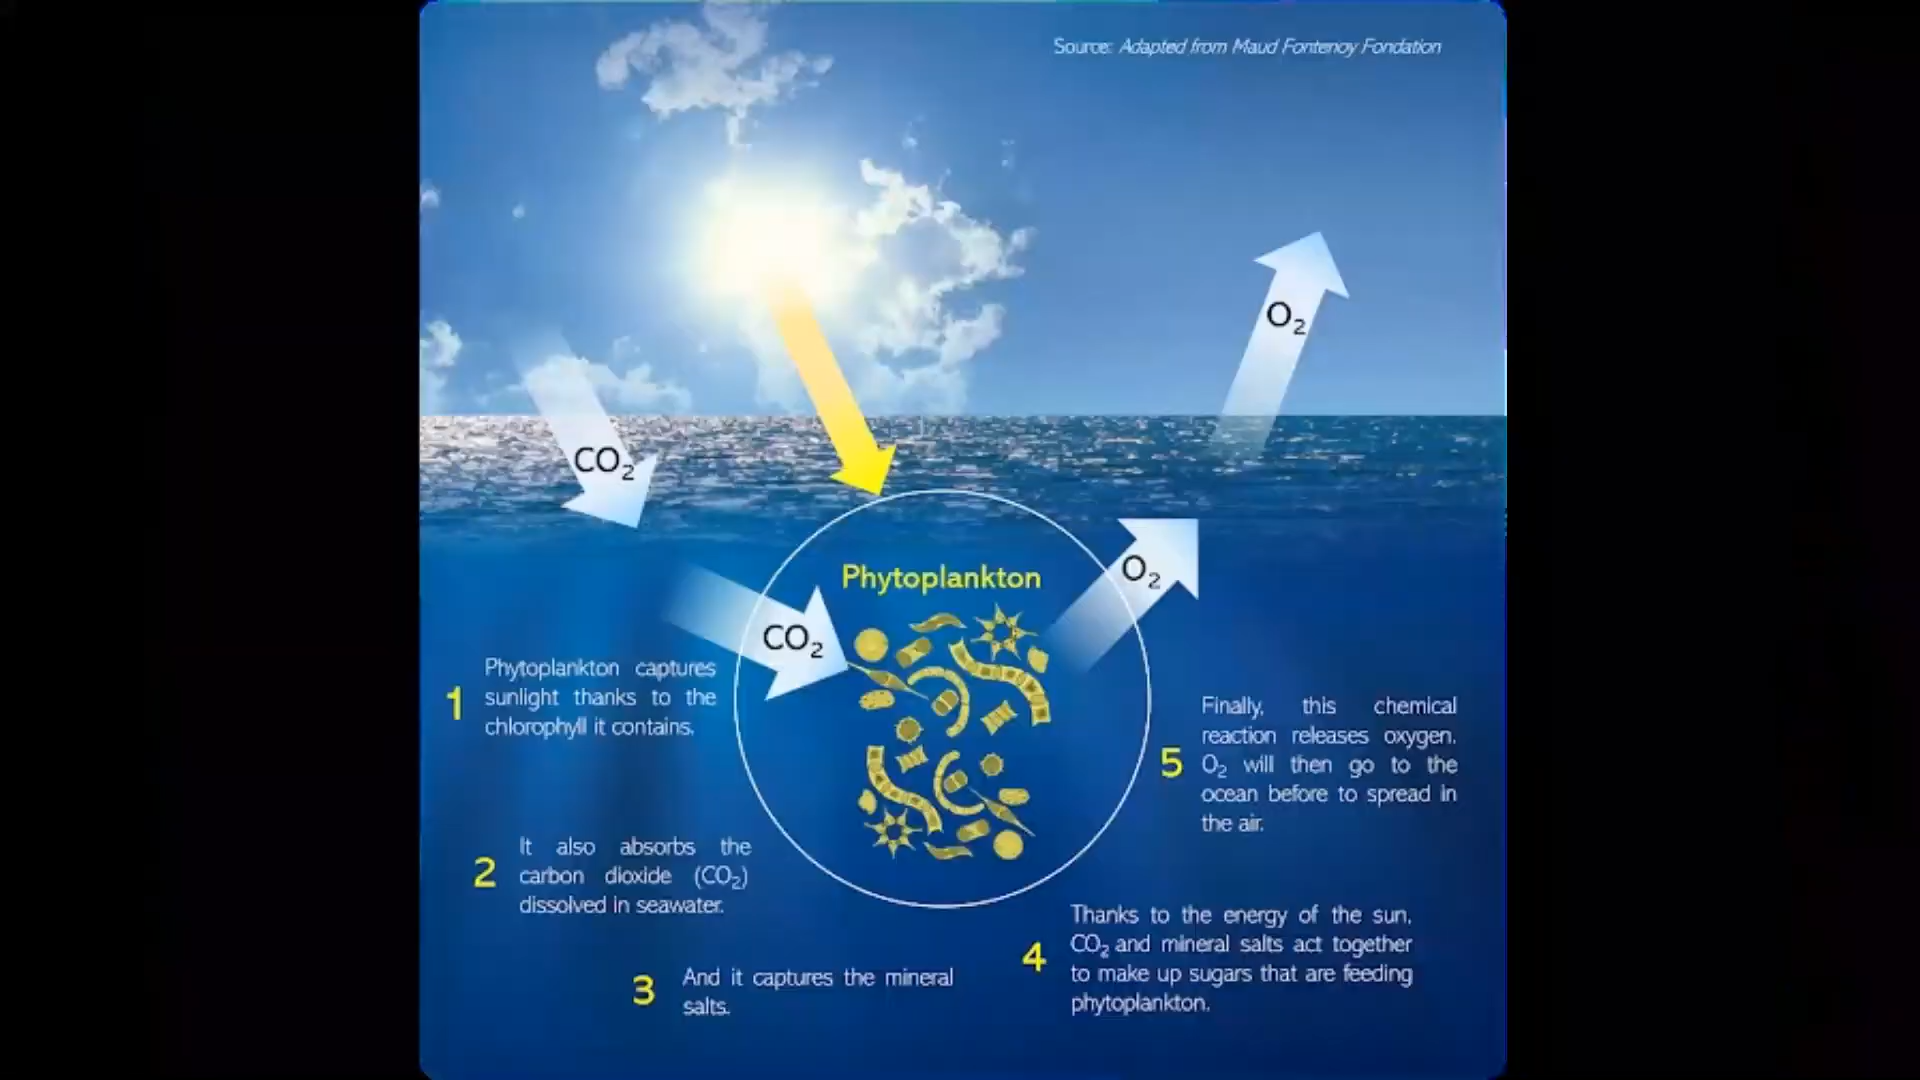 Source: Adapted from Maud Fontenoy Fondation
O2
CO2
Phytoplankton
O2
CO2
1
Phytoplankton captures
sunlight thanks to the
chlorophyll it contains.
2
It also absorbs the
carbon dioxide (CO2)
dissolved in seawater.
3
And it captures the mineral
salts.
4
Thanks to the energy of the sun,
CO2 and mineral salts act together
to make up sugars that are feeding
phytoplankton.
5
Finally, this chemical
reaction releases oxygen.
O2 will then go to the
ocean before to spread in
the air.